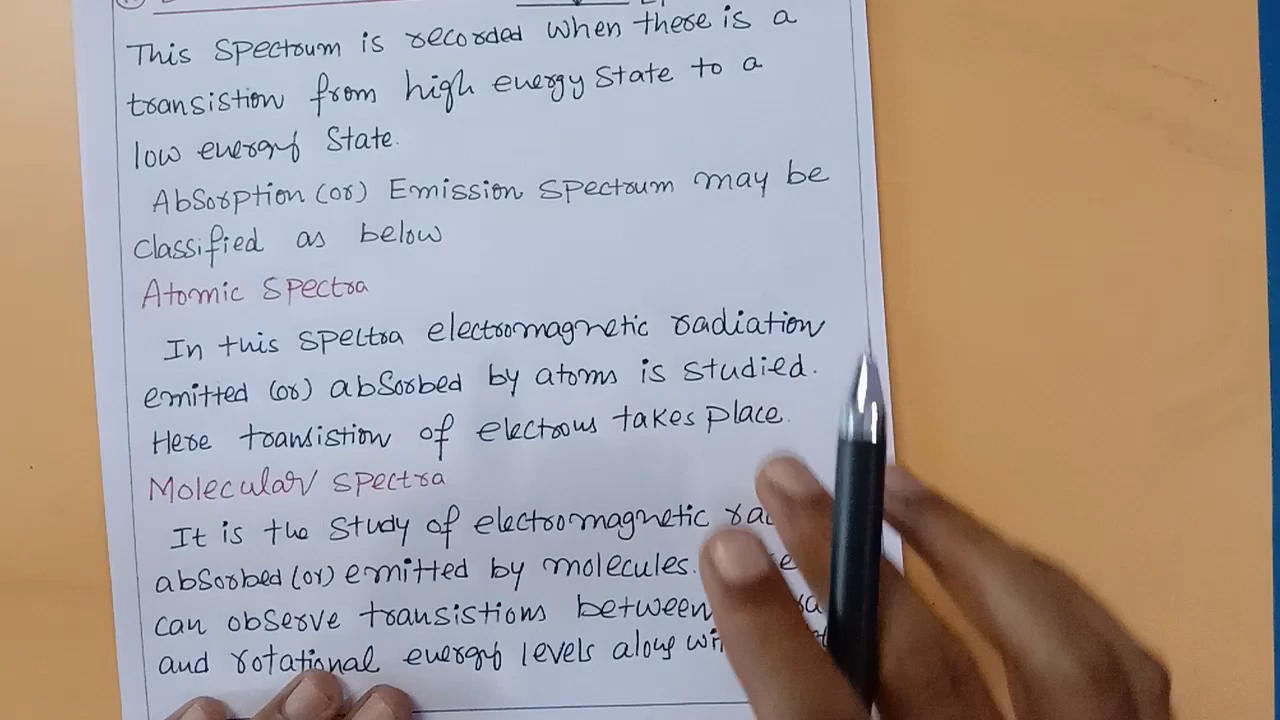 This Spectrum is recorded when there is a
transistion from high energy state to a
low energy State.
Absorption (or) Emission spectrum may be
classified as below
Atomic Spectra
In this spectra electromagnetic radiation
emitted (or) absorbed by atoms is studied.
Here transistion of electrons takes place.
Molecular spectra
It is the study of electromagnetic
absorbed (or) emitted by molecules.
can observe transistions between
and rotational energy levels along